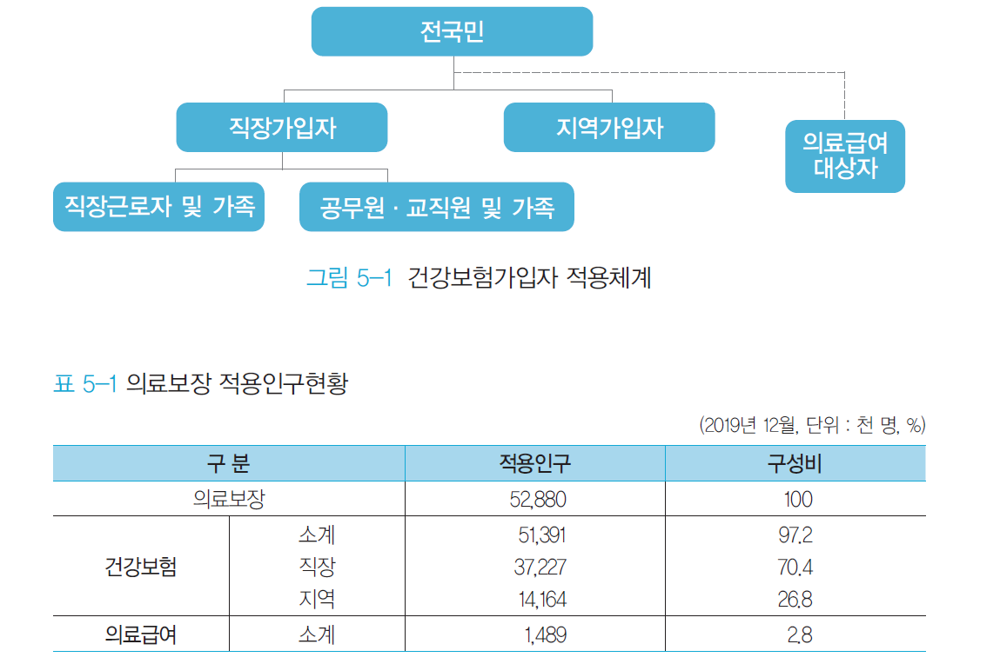 전국민
직장가입자
지역가입자
의료급여
대상자
직장근로자 및 가족
공무원·교직원 및 가족
그림 5-1 건강보험가입자 적용체계
표 5-1 의료보장 적용인구현황
(2019년 12월, 단위 : 천 명, %)
구 분 적용인구 구성비
의료보장 52,880 100
소계 51,391 97.2
건강보험 직장 37,227 70.4
지역 14,164 26.8
의료급여 소계 1,489 2.8